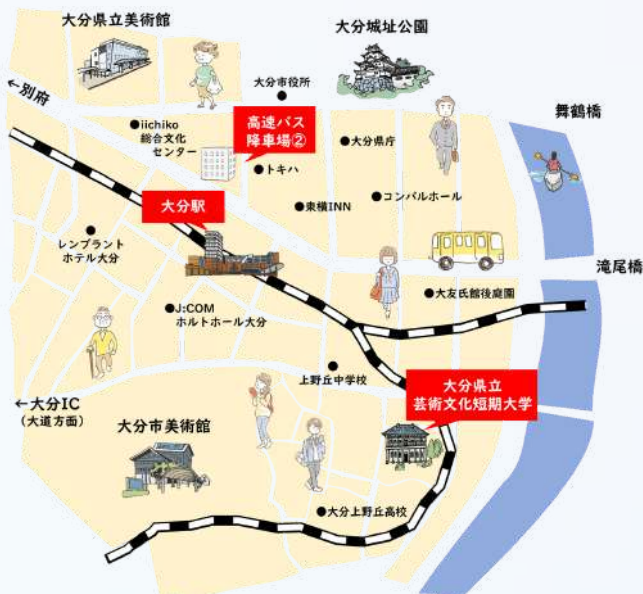 大分県立美術館
大分城址公園
大分市役所
←別府
舞鶴橋
●iichiko
総合文化
センター
高速バス
降車場②
●大分県庁
●トキハ
●コンパルホール
大分駅
●東横INN
レンブラント
ホテル大分
滝尾橋
●大友氏館後庭園
●J:COM
ホルトホール大分
上野丘中学校
大分県立
芸術文化短期大学
←大分IC
(大道方面)
大分市美術館
●大分上野丘高校